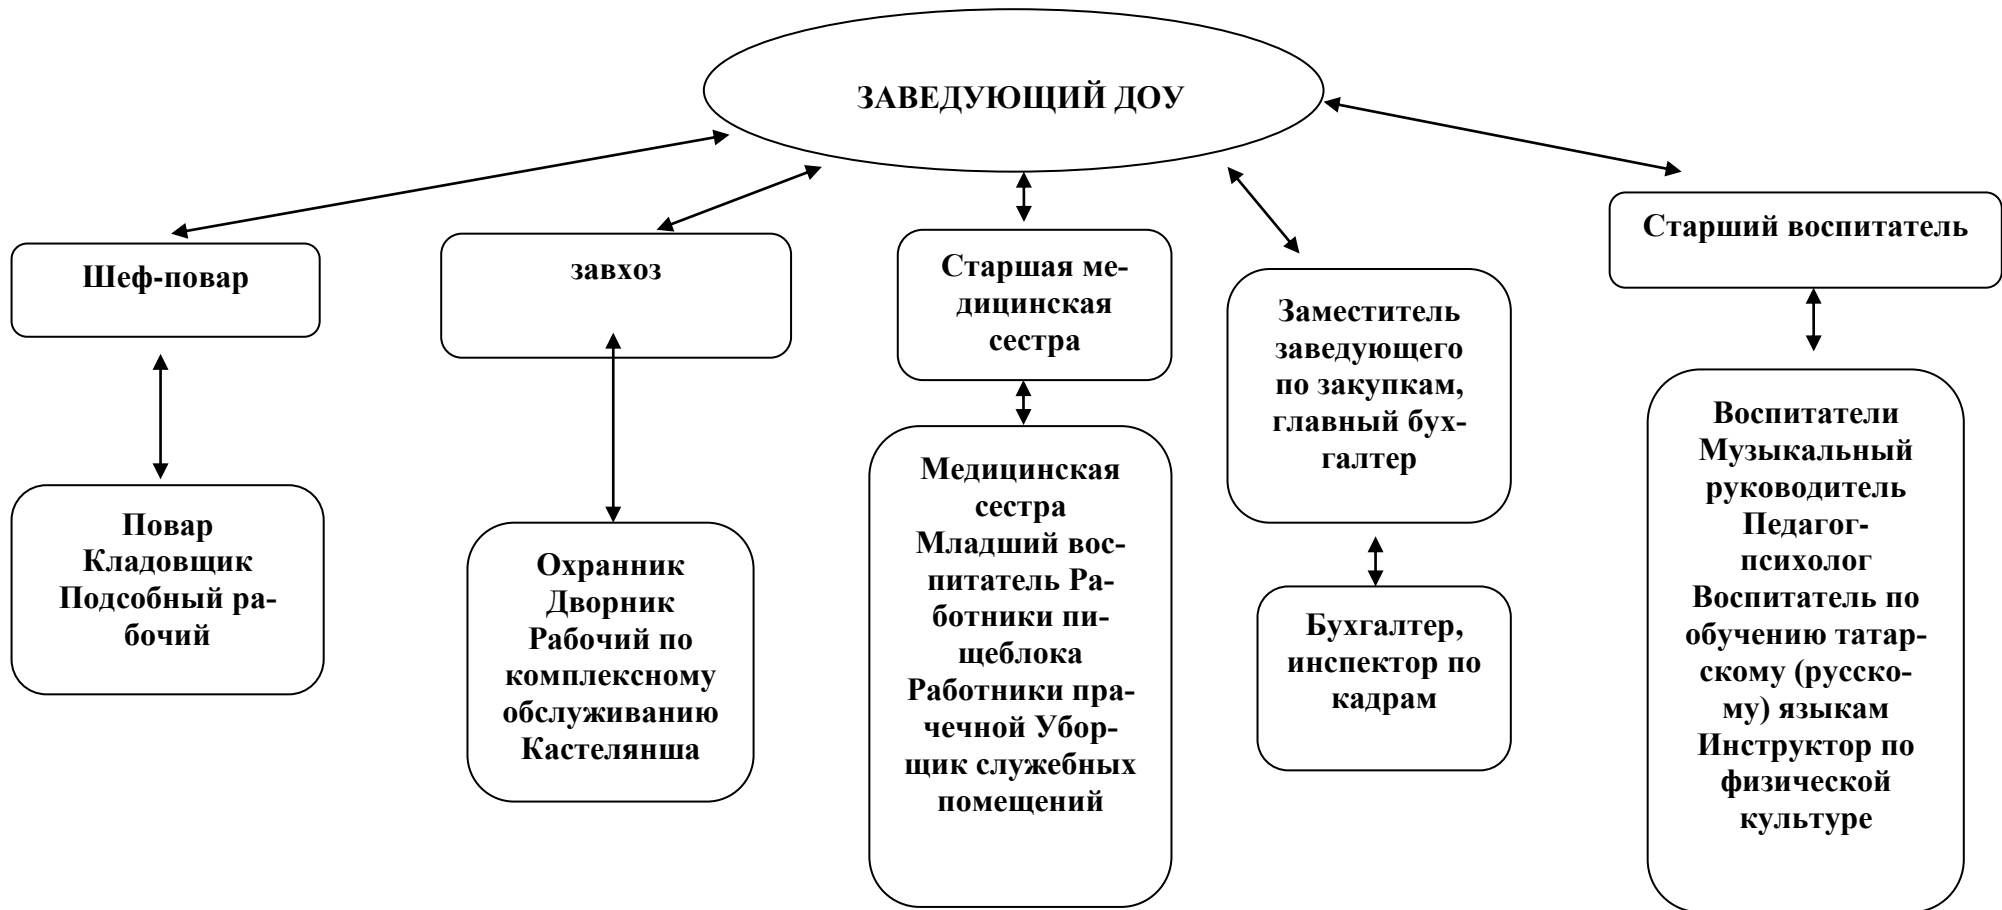 ЗАВЕДУЮЩИЙ ДОУ
Шеф-повар
завхоз
Старшая ме-
дицинская
сестра
Заместитель
заведующего
по закупкам,
главный бух-
галтер
Старший воспитатель
Повар
Кладовщик
Подсобный ра-
бочий
Охранник
Дворник
Рабочий по
комплексному
обслуживанию
Кастелянша
Медицинская
сестра
Младший вос-
питатель Ра-
ботники пи-
щеблока
Работники пра-
чечной Убор-
щик служебных
помещений
Бухгалтер,
инспектор по
кадрам
Воспитатели
Музыкальный
руководитель
Педагог-
психолог
Воспитатель по
обучению татар-
скому (русско-
му) языкам
Инструктор по
физической
культуре